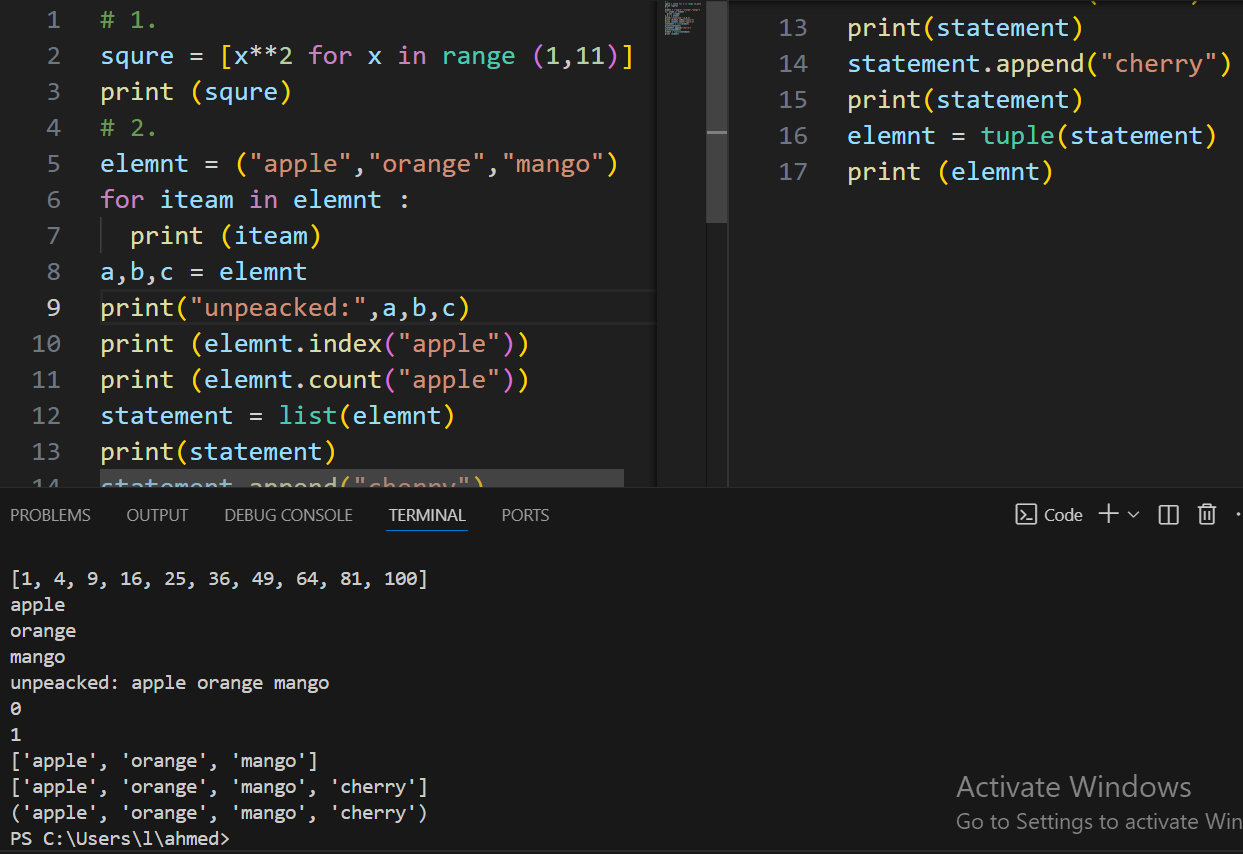 1 # 1.
2 squre = [x**2 for x in range (1,11)]
3 print (squre)
4 # 2.
5 elemnt = ("apple","orange","mango")
6 for iteam in elemnt :
7 print (iteam)
8 a,b,c = elemnt
9 print("unpeacked:",a,b,c)
10 print (elemnt.index("apple"))
11 print (elemnt.count("apple"))
12 statement = list(elemnt)
13 print(statement)
14 statement.append("cherry")
13 print(statement)
14 statement.append("cherry")
15 print(statement)
16 elemnt = tuple(statement)
17 print (elemnt)
PROBLEMS OUTPUT DEBUG CONSOLE TERMINAL PORTS Code
[1, 4, 9, 16, 25, 36, 49, 64, 81, 100]
apple
orange
mango
unpeacked: apple orange mango
0
1
['apple', 'orange', 'mango']
['apple', 'orange', 'mango', 'cherry']
('apple', 'orange', 'mango', 'cherry')
PS C:\Users\l\ahmed>
Activate Windows
Go to Settings to activate Win